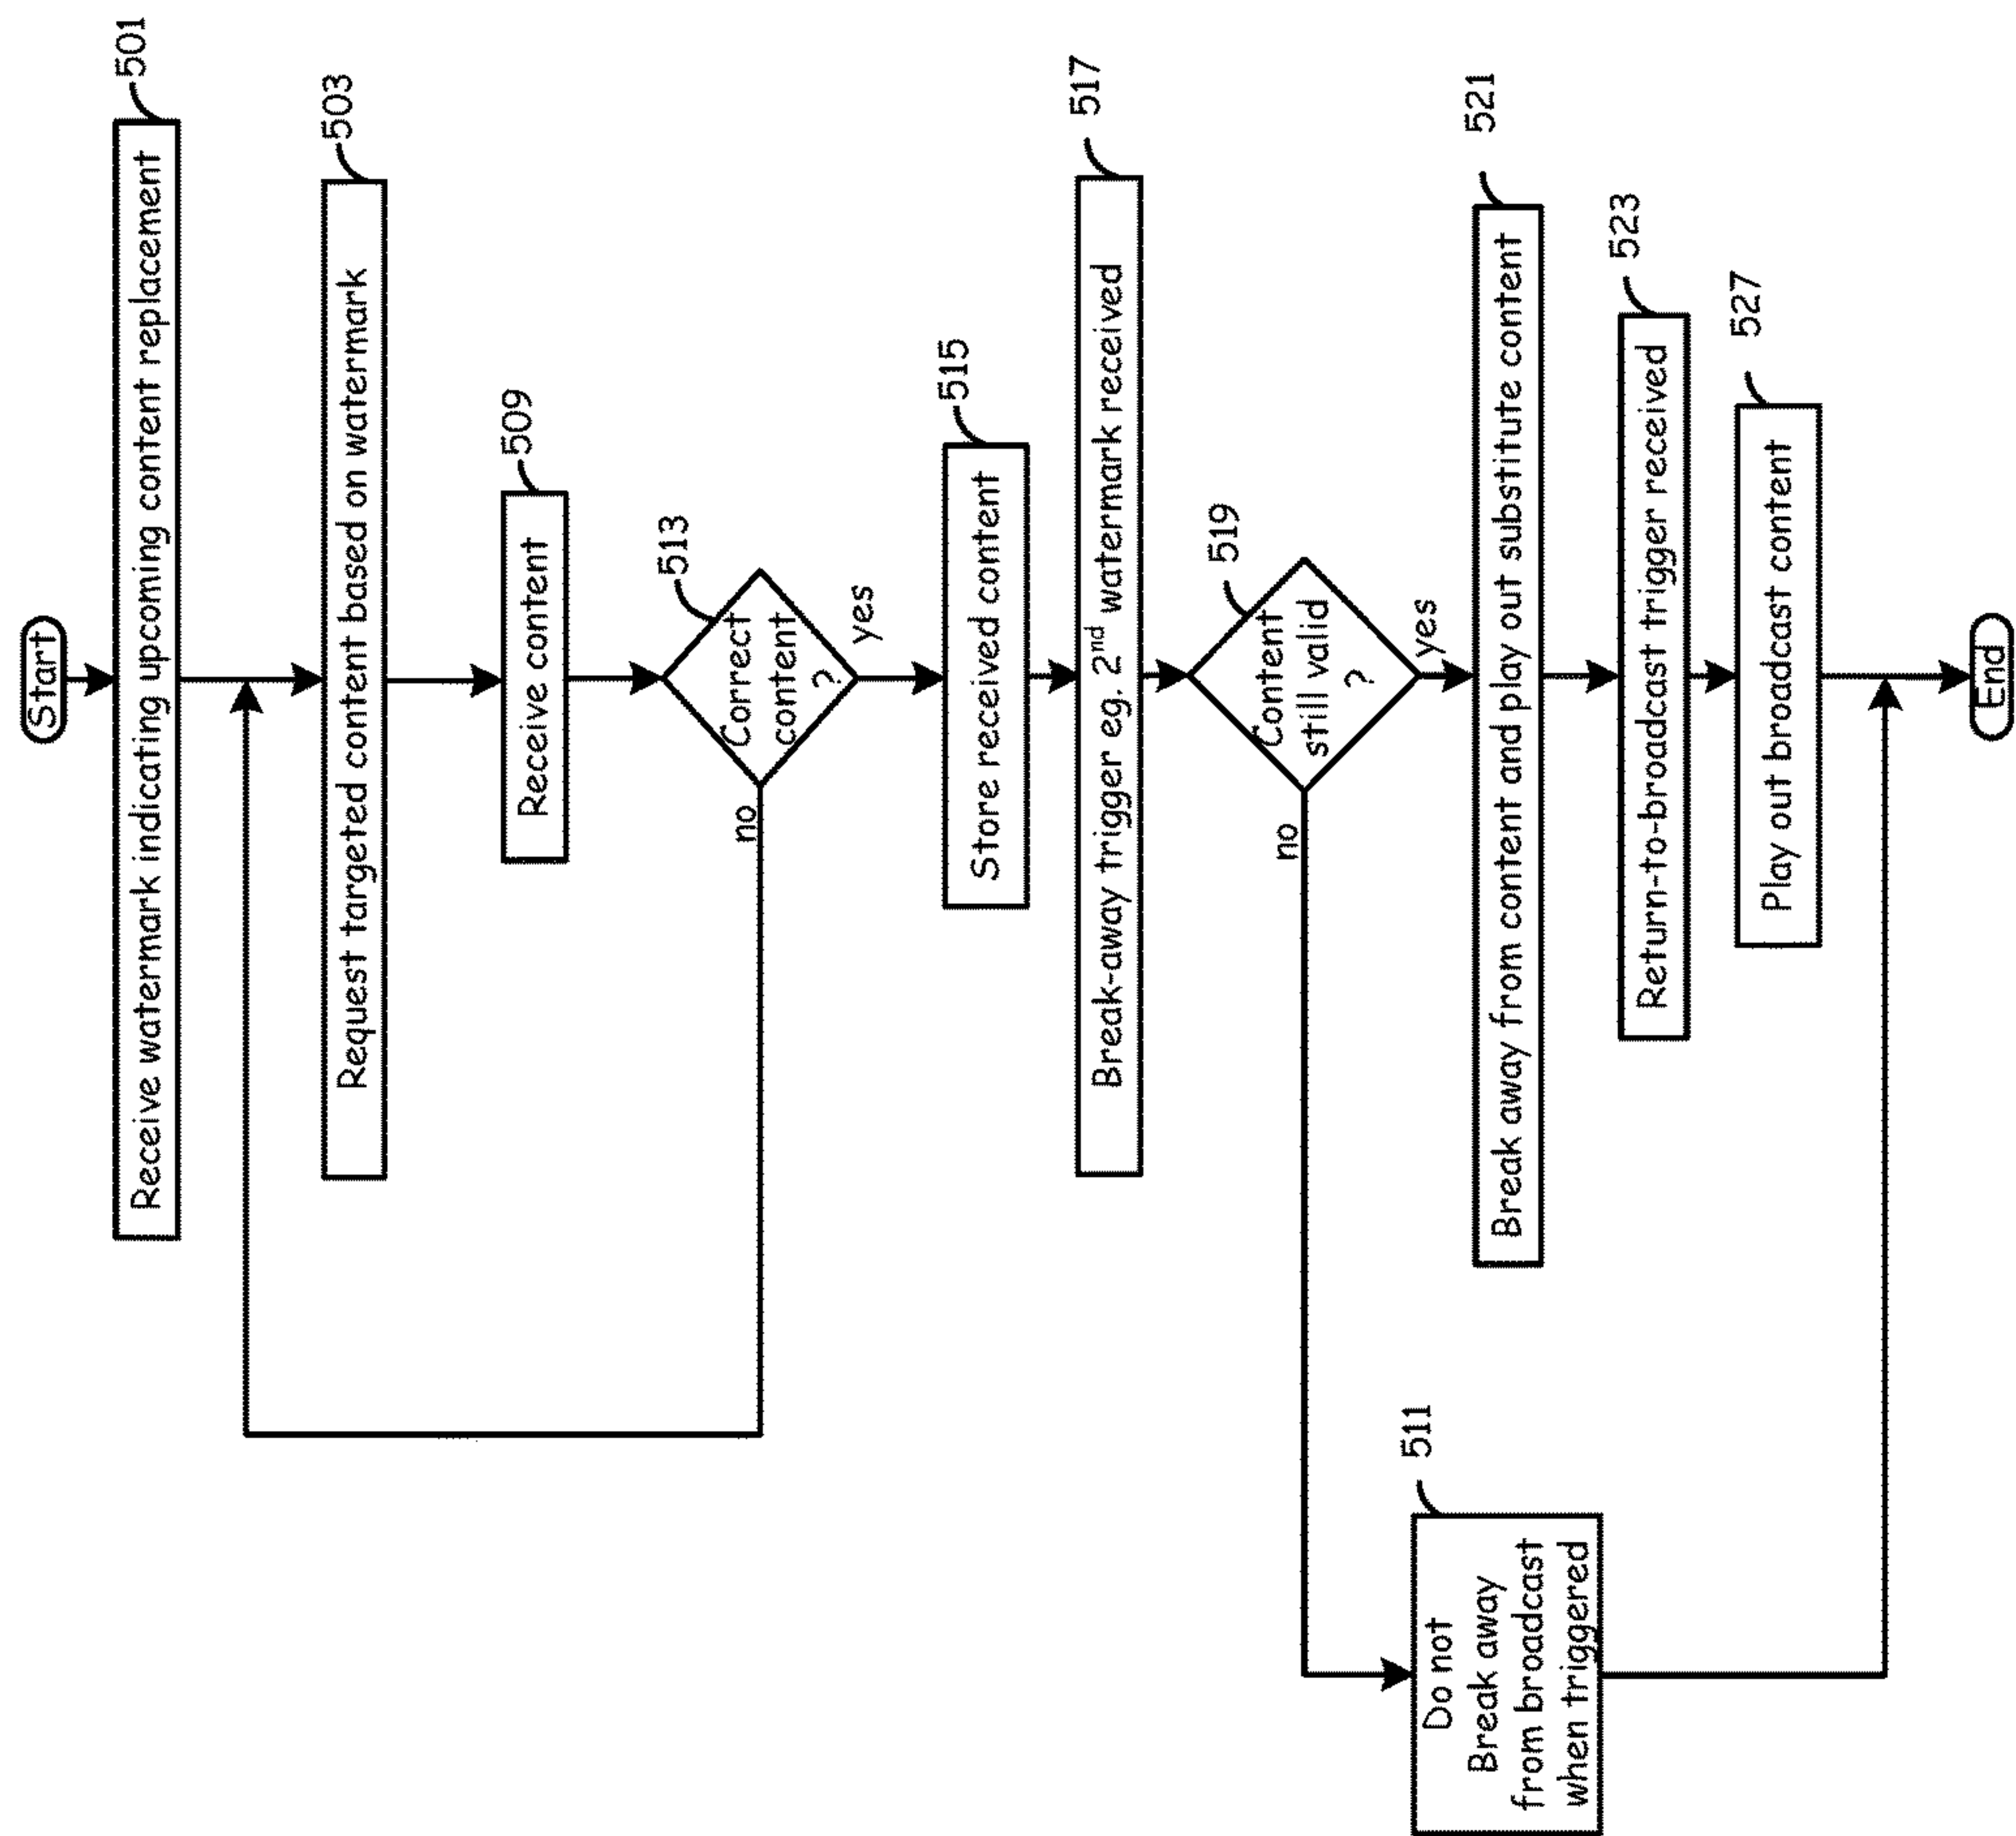 Start
501
Receive watermark indicating upcoming content replacement
503
Request targeted content based on watermark
509
Receive content
513
Correct
content
?
no
yes
515
Store received content
517
Break-away trigger eg. 2nd watermark received
519
Content
still valid
?
no
yes
511
Do not
Break away
from broadcast
when triggered
521
Break away from content and play out substitute content
523
Return-to-broadcast trigger received
527
Play out broadcast content
End